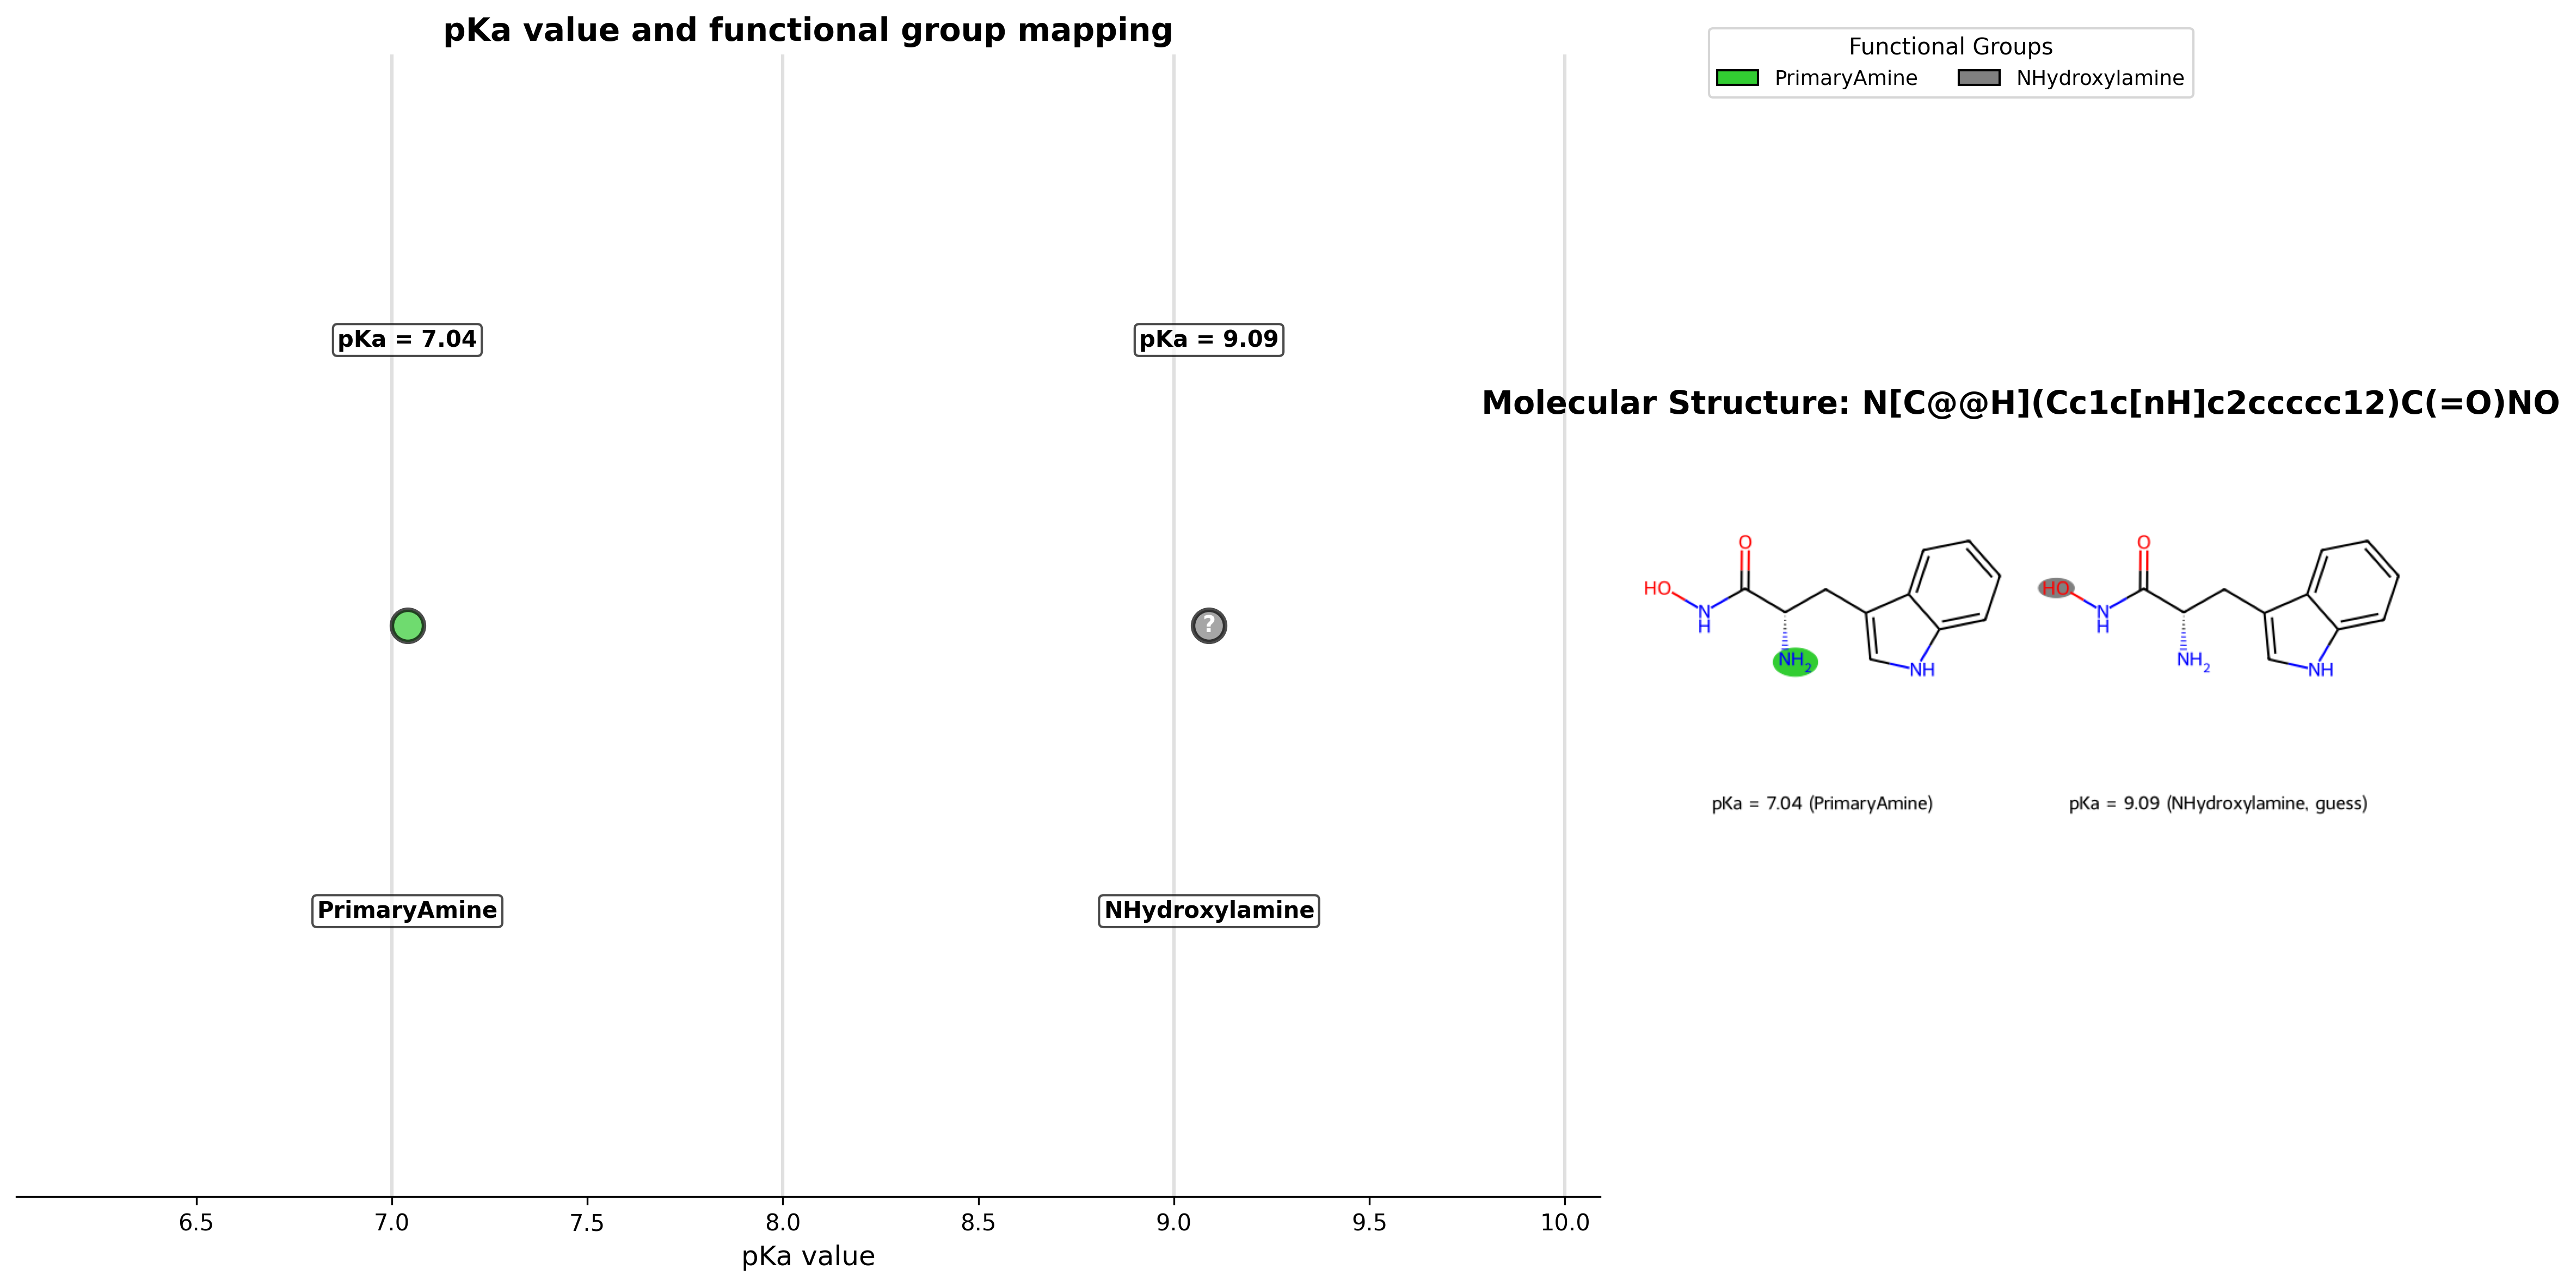 pKa value and functional group mapping
Functional Groups
PrimaryAmine
NHydroxylamine
pKa = 7.04
pKa = 9.09
Molecular Structure: N[C@@H](Cc1c[nH]c2ccccc12)C(=O)NO
O
HO
N
H
NH2
NH
O
HO
N
H
NH2
NH
?
pKa = 7.04 (PrimaryAmine)
pKa = 9.09 (NHydroxylamine, guess)
PrimaryAmine
NHydroxylamine
6.5
7.0
7.5
8.0
8.5
9.0
9.5
10.0
pKa value